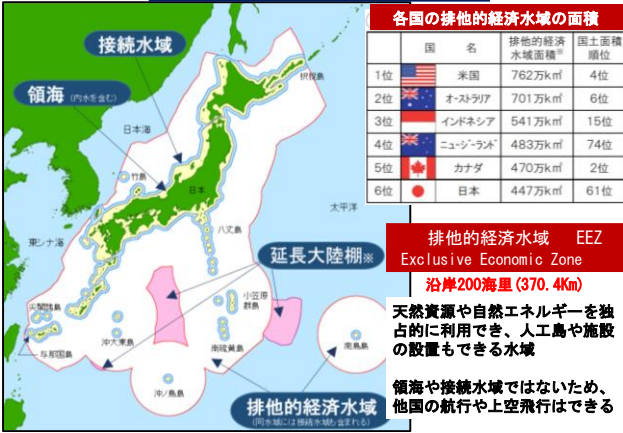 接続水域
領海 (内水を含む)
択捉島
日本海
竹島
日本
太平洋
八丈島
東シナ海
延長大陸棚※
小笠原
群島
尖閣諸島
与那国島
沖大東島
南硫黄島
南鳥島
沖ノ鳥島
排他的経済水域
(同水域には接続水域も含まれる)
各国の排他的経済水域の面積
国 名 排他的経済水域面積※ 国土面積順位
1位 米国 762万k㎡ 4位
2位 オーストラリア 701万k㎡ 6位
3位 インドネシア 541万k㎡ 15位
4位 ニュージーランド 483万k㎡ 74位
5位 カナダ 470万k㎡ 2位
6位 日本 447万k㎡ 61位
排他的経済水域 EEZ
Exclusive Economic Zone
沿岸200海里(370.4Km)
天然資源や自然エネルギーを独
占的に利用でき、人工島や施設
の設置もできる水域
領海や接続水域ではないため、
他国の航行や上空飛行はできる